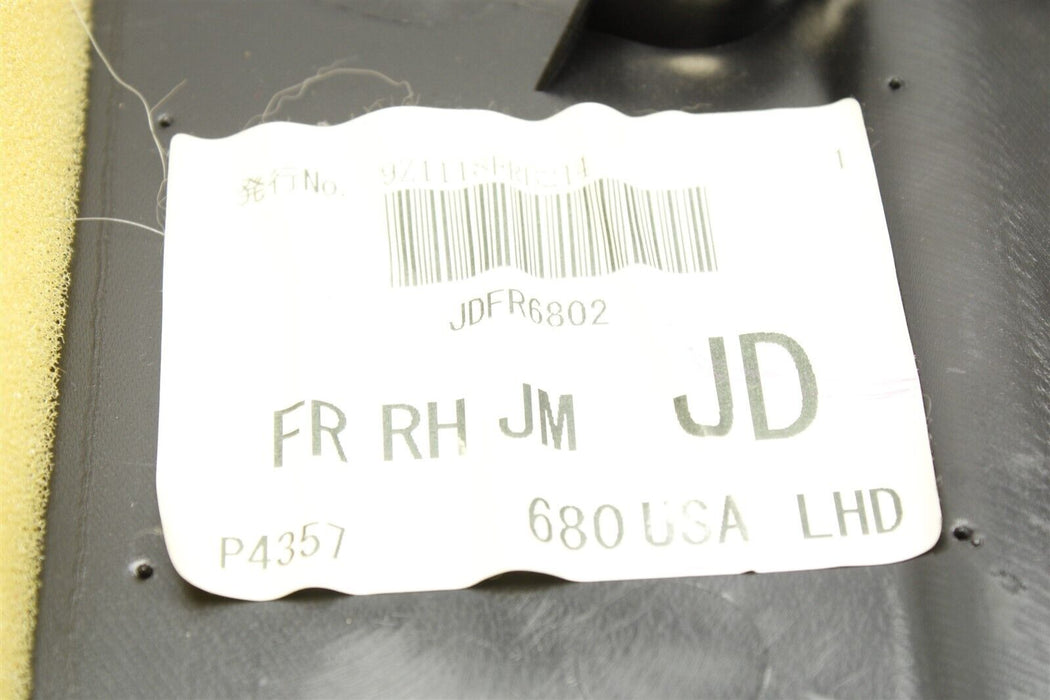 発行No. 1
JDFR6802
FR RH JM JD
P4357 680 USA LHD